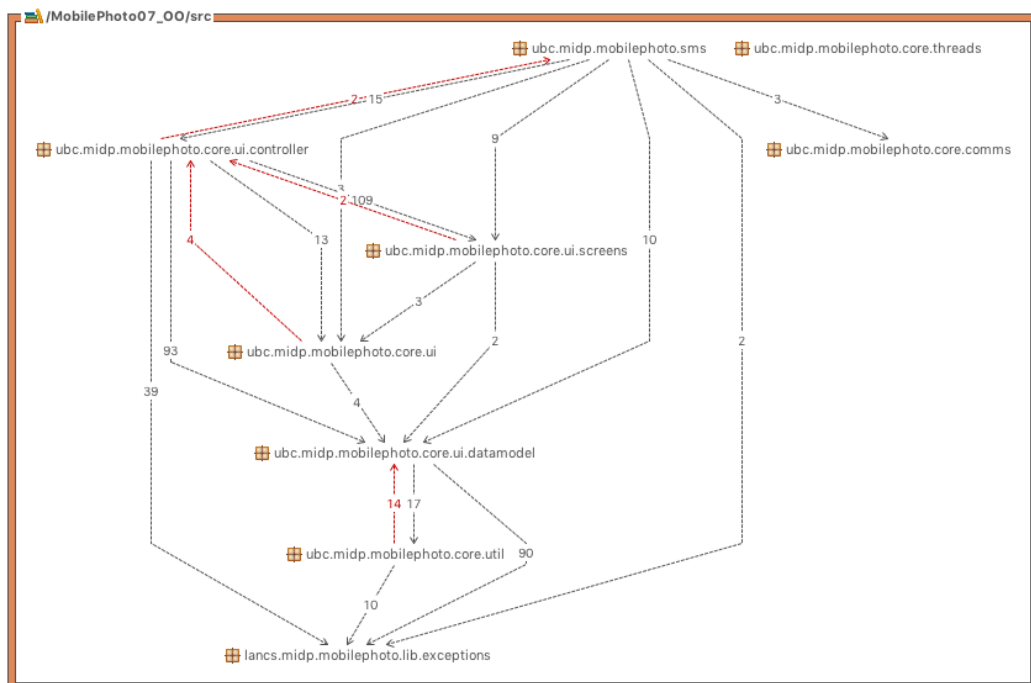 /MobilePhoto07_OO/src
ubc.midp.mobilephoto.sms
ubc.midp.mobilephoto.core.threads
2
15
3
9
ubc.midp.mobilephoto.core.ui.controller
ubc.midp.mobilephoto.core.comms
3
2
109
4
13
10
ubc.midp.mobilephoto.core.ui.screens
3
93
ubc.midp.mobilephoto.core.ui
2
2
39
4
ubc.midp.mobilephoto.core.ui.datamodel
14
17
ubc.midp.mobilephoto.core.util
90
10
lancs.midp.mobilephoto.lib.exceptions